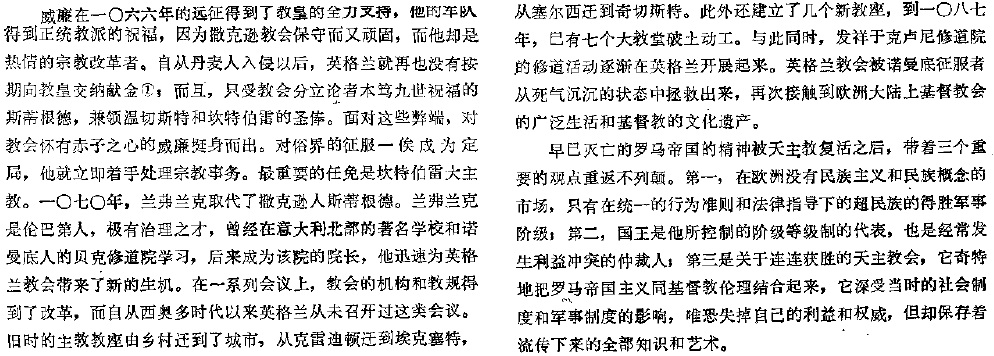 威廉在一〇六六年的远征得到了教皇的全力支持，他的军队
得到正统教派的祝福，因为撒克逊教会保守而又顽固，而他却是
热情的宗教改革者。自从丹麦人入侵以后，英格兰就再也没有按
期向教皇交纳献金①；而且，只受教会分立论者本笃九世祝福的
斯蒂根德，兼领温切斯特和坎特伯雷的圣俸。面对这些弊端，对
教会怀有赤子之心的威廉挺身而出。对俗界的征服一俟成为定
局，他就立即着手处理宗教事务。最重要的任免是坎特伯雷大主
教。一〇七〇年，兰弗兰克取代了撒克逊人斯蒂根德。兰弗兰克
是伦巴第人，极有治理之才，曾经在意大利北部的著名学校和诺
曼底人的贝克修道院学习，后来成为该院的院长，他迅速为英格
兰教会带来了新的生机。在一系列会议上，教会的机构和教规得
到了改革，而自从西奥多时代以来英格兰从未召开过这类会议。
旧时的主教教座由乡村迁到了城市，从克雷迪顿迁到埃克塞特，
从塞尔西迁到奇切斯特。此外还建立了几个新教座，到一〇八七
年，已有七个大教堂破土动工。与此同时，发祥于克卢尼修道院
的修道活动逐渐在英格兰开展起来。英格兰教会被诺曼底征服者
从死气沉沉的状态中拯救出来，再次接触到欧洲大陆上基督教会
的广泛生活和基督教的文化遗产。
早已灭亡的罗马帝国的精神被天主教复活之后，带着三个重
要的观点重返不列颠。第一，在欧洲没有民族主义和民族概念的
市场，只有在统一的行为准则和法律指导下的超民族的得胜军事
阶级；第二，国王是他所控制的阶级等级制的代表，也是经常发
生利益冲突的仲裁人；第三是关于连连获胜的天主教会，它奇特
地把罗马帝国主义同基督教伦理结合起来，它深受当时的社会制
度和军事制度的影响，唯恐失掉自己的利益和权威，但却保存着
流传下来的全部知识和艺术。